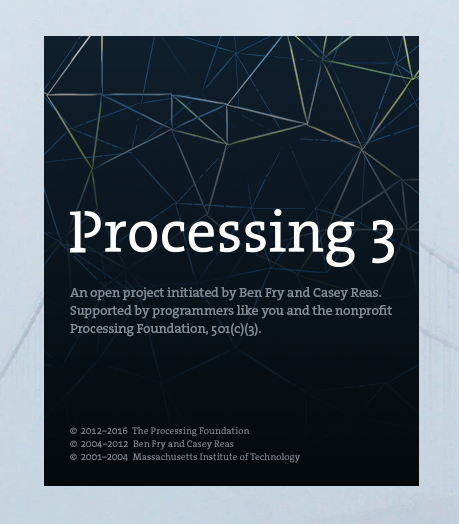 Processing 3
An open project initiated by Ben Fry and Casey Reas.
Supported by programmers like you and the nonprofit
Processing Foundation, 501(c)(3).
© 2012–2016 The Processing Foundation
© 2004–2012 Ben Fry and Casey Reas
© 2001–2004 Massachusetts Institute of Technology